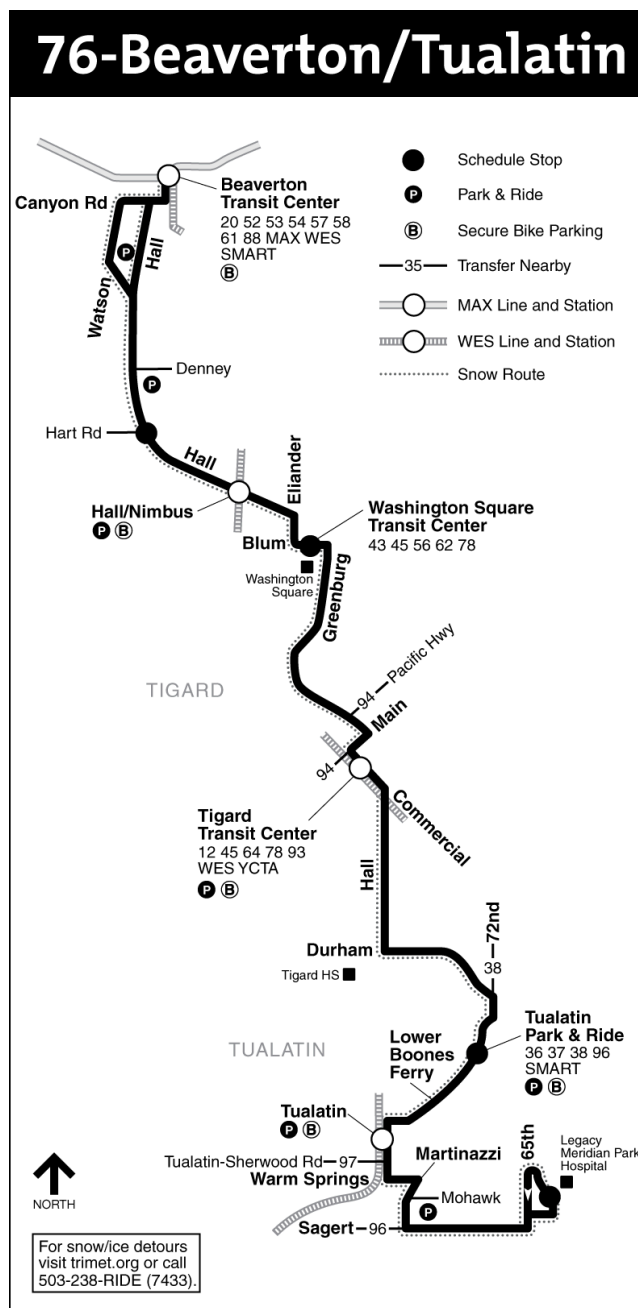 76-Beaverton/Tualatin
Schedule Stop
P
Park & Ride
B
Secure Bike Parking
35
Transfer Nearby
MAX Line and Station
WES Line and Station
Snow Route
Canyon Rd
Beaverton
Transit Center
20 52 53 54 57 58
61 88 MAX WES
SMART
B
P
Hall
Watson
Denney
P
Hart Rd
Hall
Eliander
Hall/Nimbus
P B
Blum
Washington Square
Transit Center
43 45 56 62 78
Washington
Square
Greenburg
TIGARD
94
Pacific Hwy
Main
94
Tigard
Transit Center
12 45 64 78 93
WES YCTA
P B
Commercial
Hall
Durham
Tigard HS
72nd
38
Tualatin
Park & Ride
36 37 38 96
SMART
P B
TUALATIN
Lower
Boones
Ferry
Tualatin
P B
Tualatin-Sherwood Rd
97
Warm Springs
Martinazzi
65th
Legacy
Meridian Park
Hospital
Mohawk
P
Sagert
96
NORTH
For snow/ice detours
visit trimet.org or call
503-238-RIDE (7433).